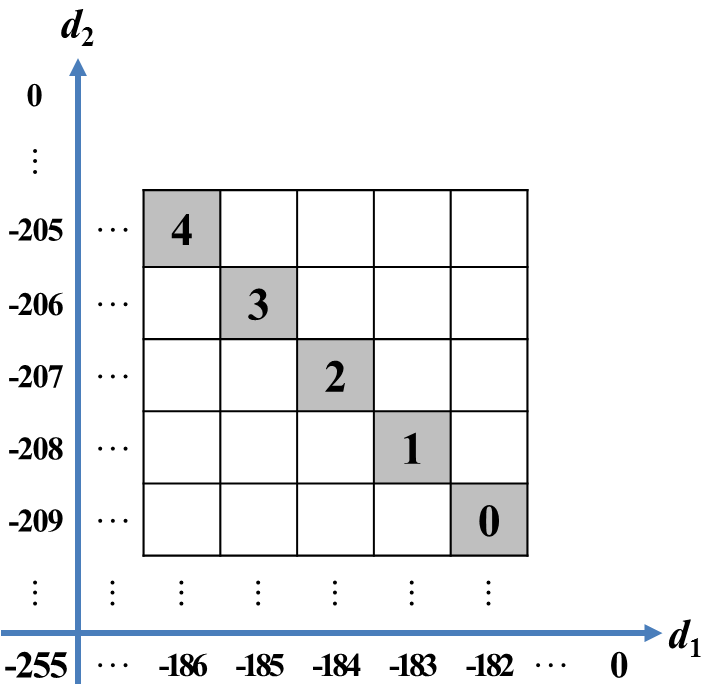 d2
0
⋮
-205 ⋯ 4
-206 ⋯ 3
-207 ⋯ 2
-208 ⋯ 1
-209 ⋯ 0
⋮ ⋮ ⋮ ⋮ ⋮ ⋮ ⋮
d1
-255 ⋯ -186 -185 -184 -183 -182 ⋯ 0